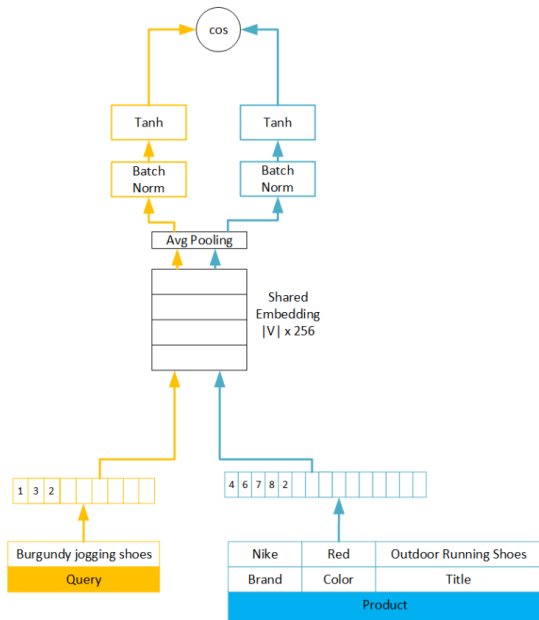 cos
Tanh
Tanh
Batch
Norm
Batch
Norm
Avg Pooling
Shared
Embedding
|V| x 256
1 3 2
4 6 7 8 2
Burgundy jogging shoes
Query
Nike Red Outdoor Running Shoes
Brand Color Title
Product